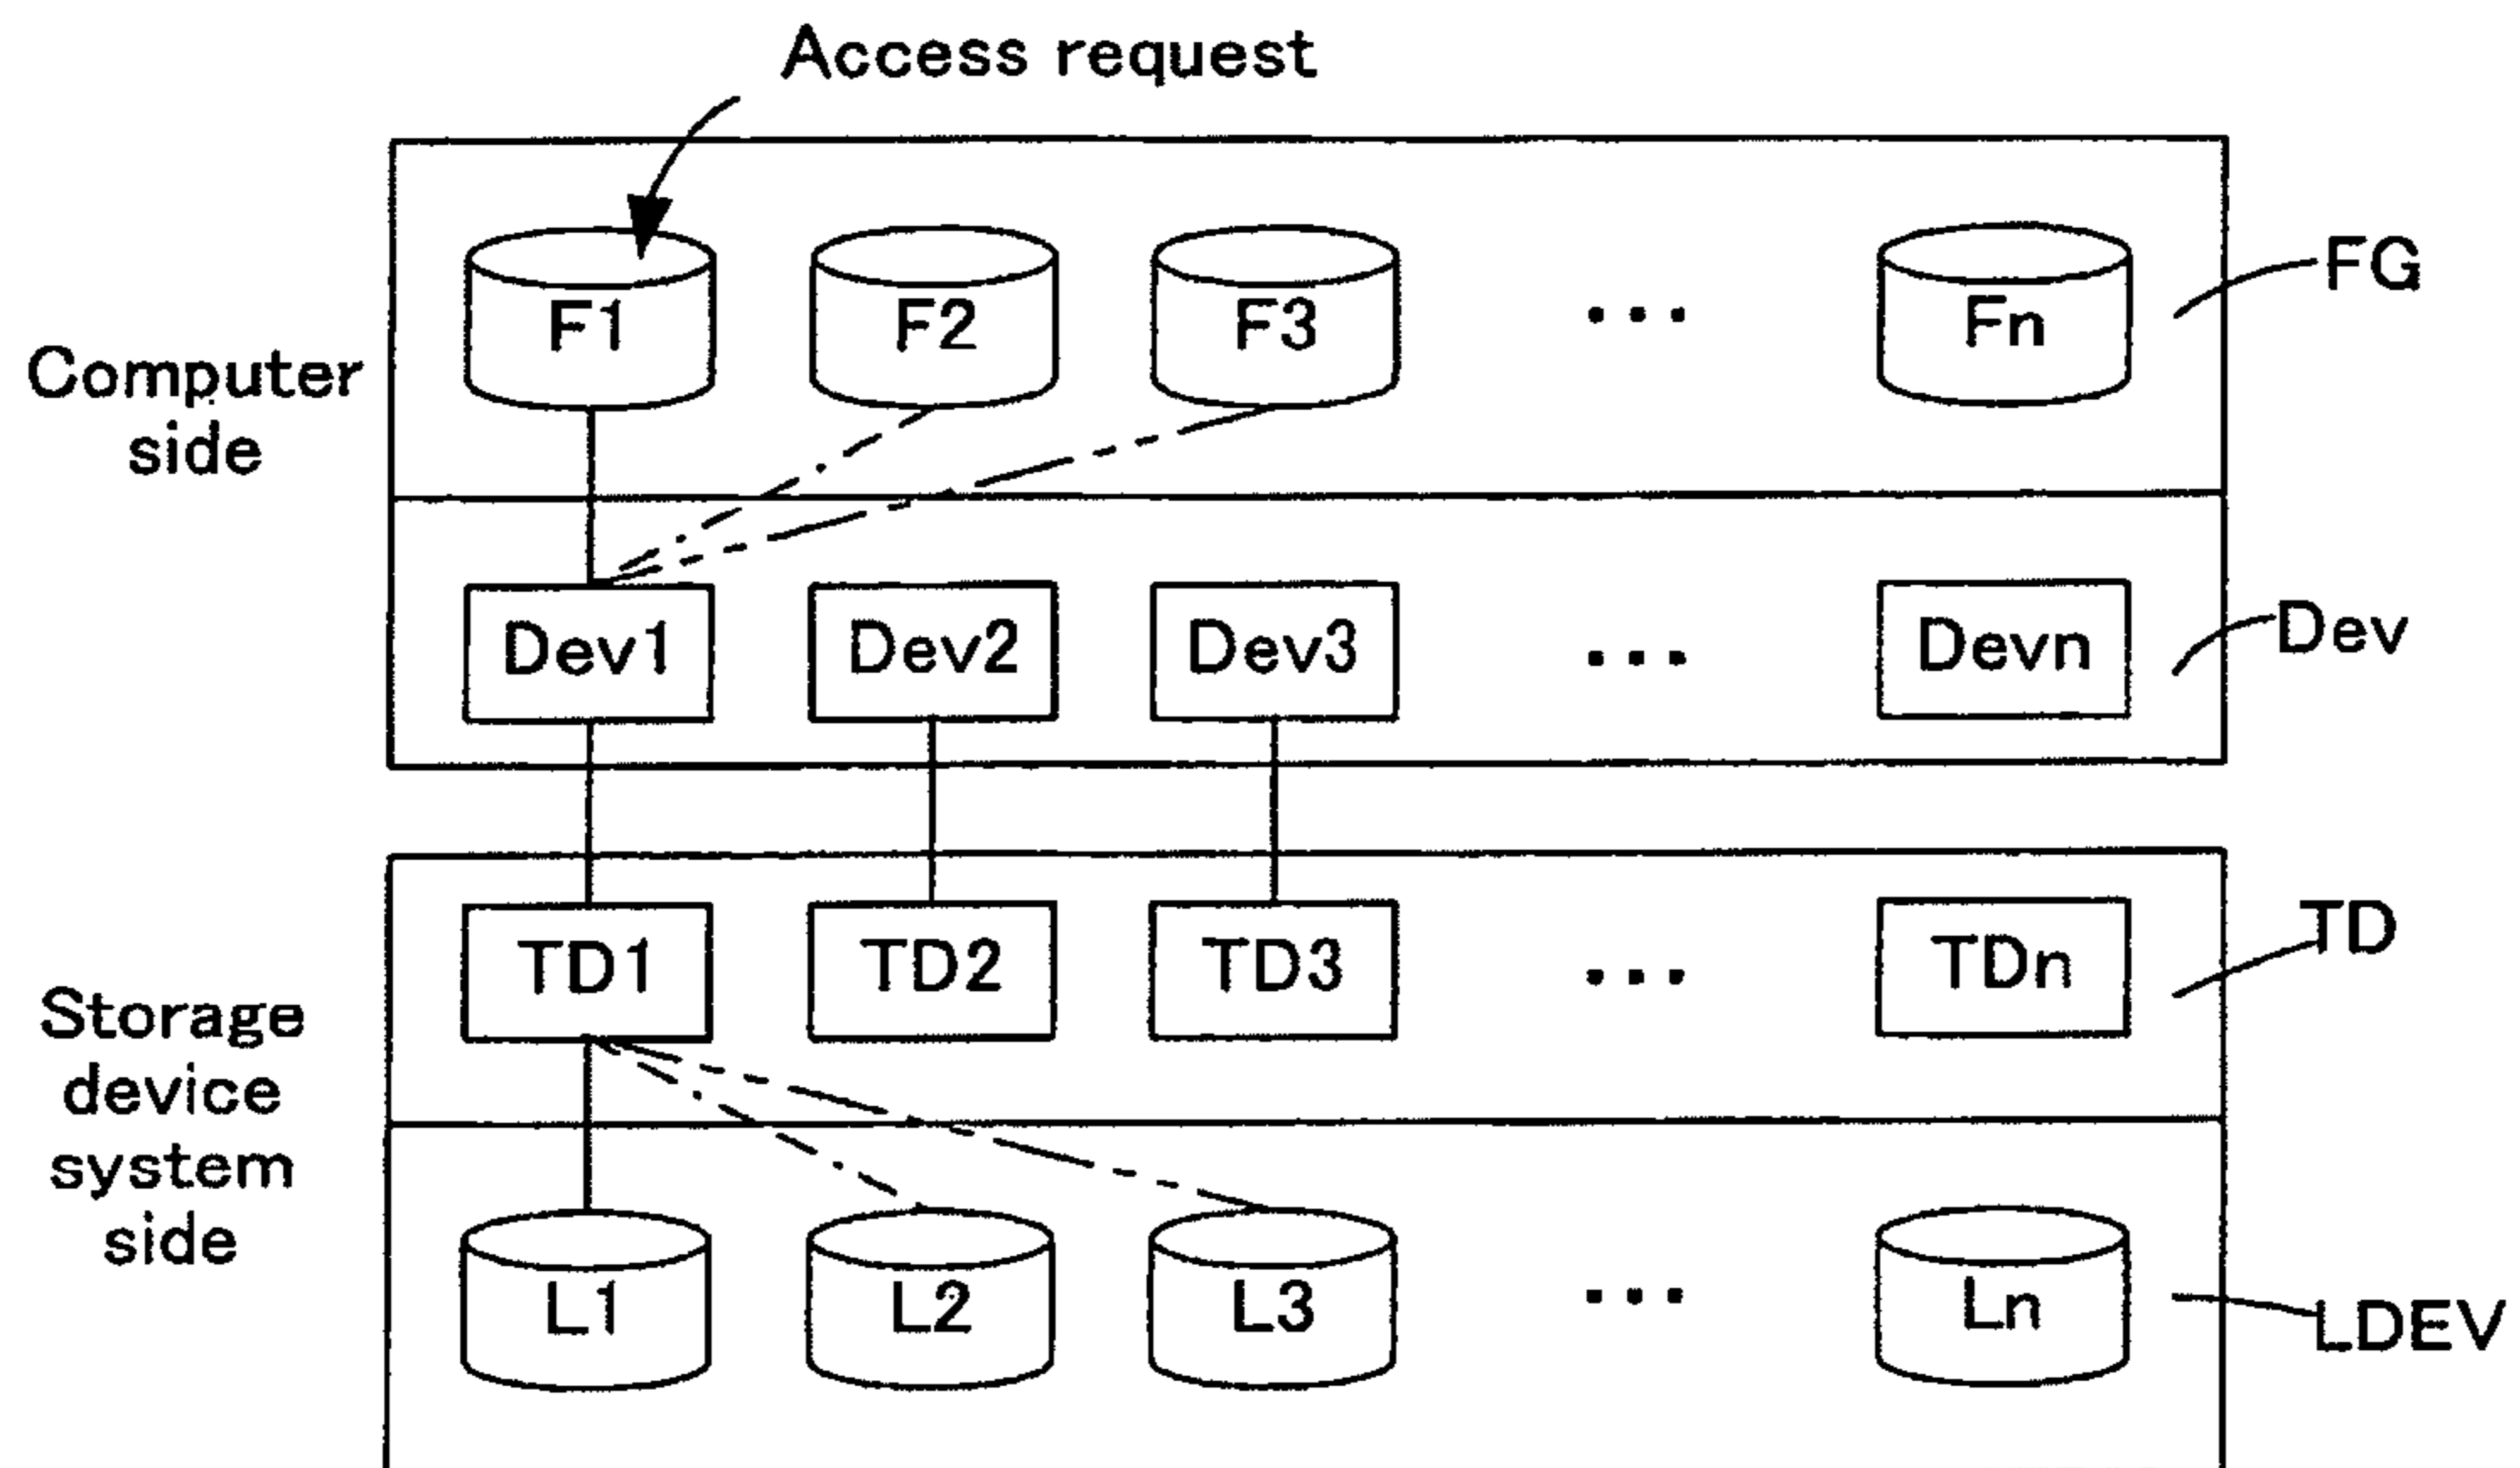 Access request
F1 F2 F3 ... Fn
FG
Computer
side
Dev1 Dev2 Dev3 ... Devn
Dev
TD1 TD2 TD3 ... TDn
TD
Storage
device
system
side
L1 L2 L3 ... Ln
LDEV